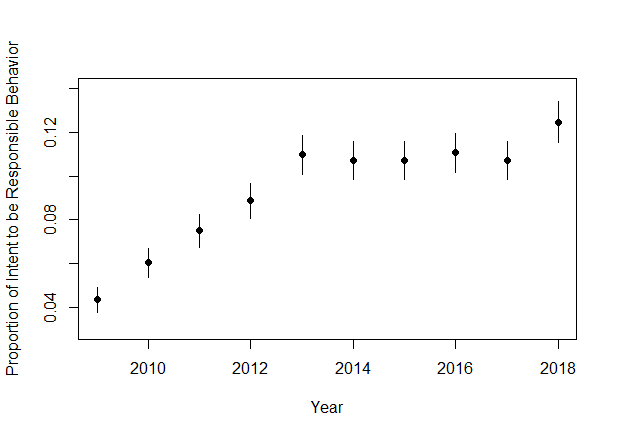 Proportion of Intent to be Responsible Behavior
0.12
0.08
0.04
2010 2012 2014 2016 2018
Year